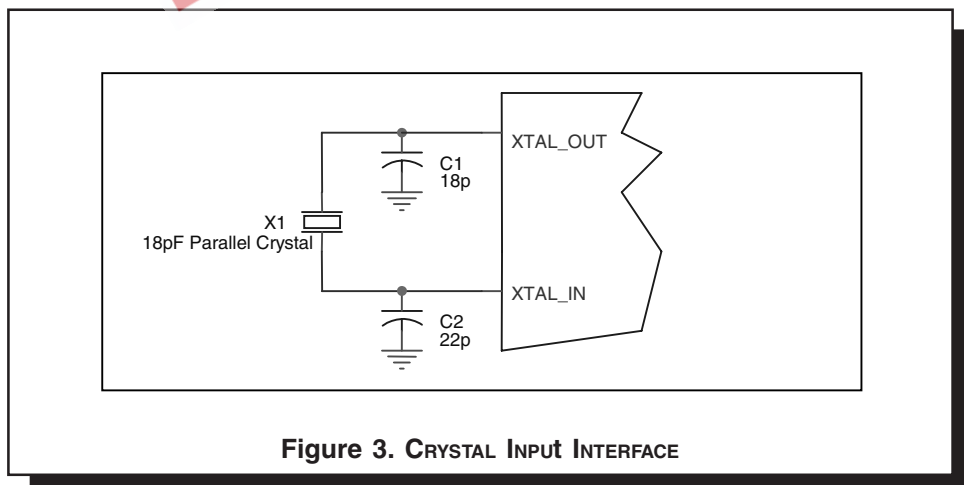 XTAL_OUT
C1
18p
X1
18pF Parallel Crystal
XTAL_IN
C2
22p
Figure 3. CRYSTAL INPUt INTERFACE